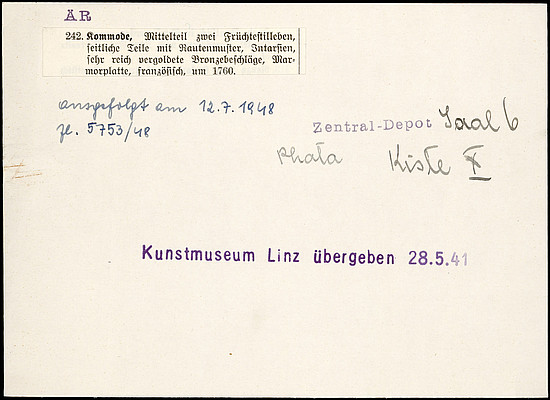 ÄR
242. Kommode, Mittelteil zwei Früchtestilleben,
seitliche Teile mit Rautenmuster, Intarsien,
sehr reich vergoldete Bronzebeschläge, Mar-
morplatte, französisch, um 1760.
ausgefolgt am 12.7.1948
zl. 5753/48
Zentral-Depot Saal 6
Photo Kiste X
Kunstmuseum Linz übergeben 28.5.41